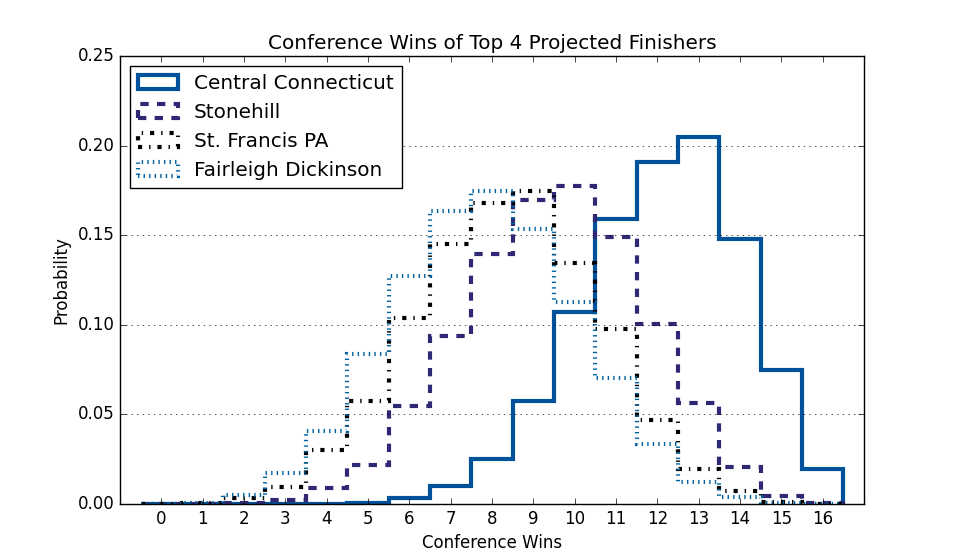 Conference Wins of Top 4 Projected Finishers
0.25
Central Connecticut
Stonehill
St. Francis PA
Fairleigh Dickinson
0.20
0.15
Probability
0.10
0.05
0.00
0 1 2 3 4 5 6 7 8 9 10 11 12 13 14 15 16
Conference Wins